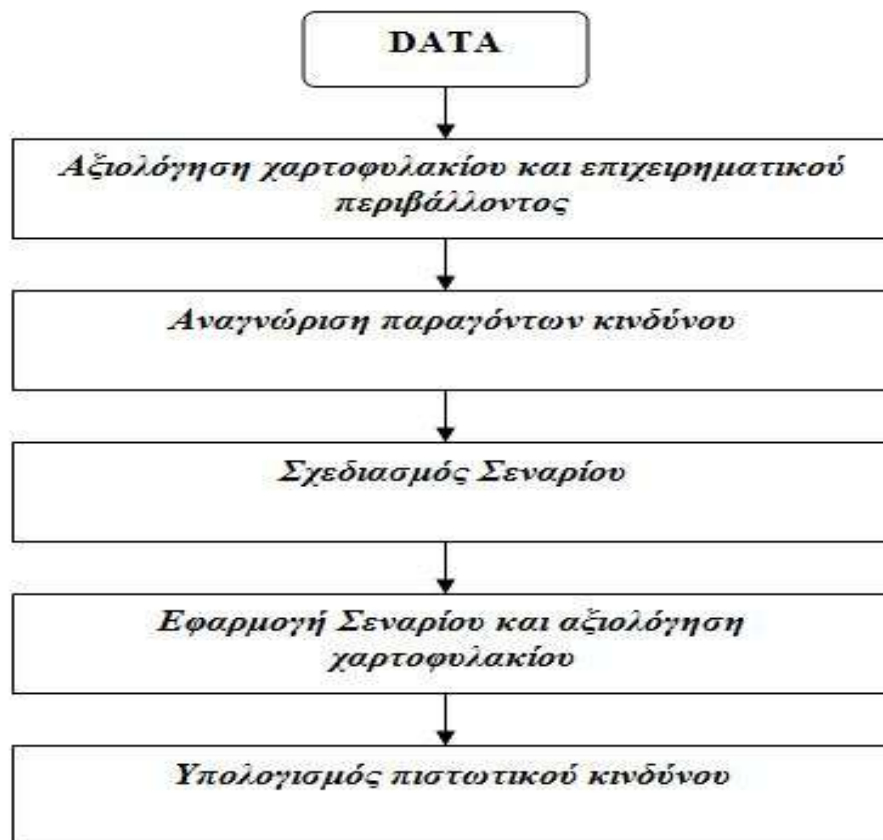 DATA
Αξιολόγηση χαρτοφυλακίου και επιχειρηματικού
περιβάλλοντος
Αναγνώριση παραγόντων κινδύνου
Σχεδιασμός Σεναρίου
Εφαρμογή Σεναρίου και αξιολόγηση
χαρτοφυλακίου
Υπολογισμός πιστωτικού κινδύνου